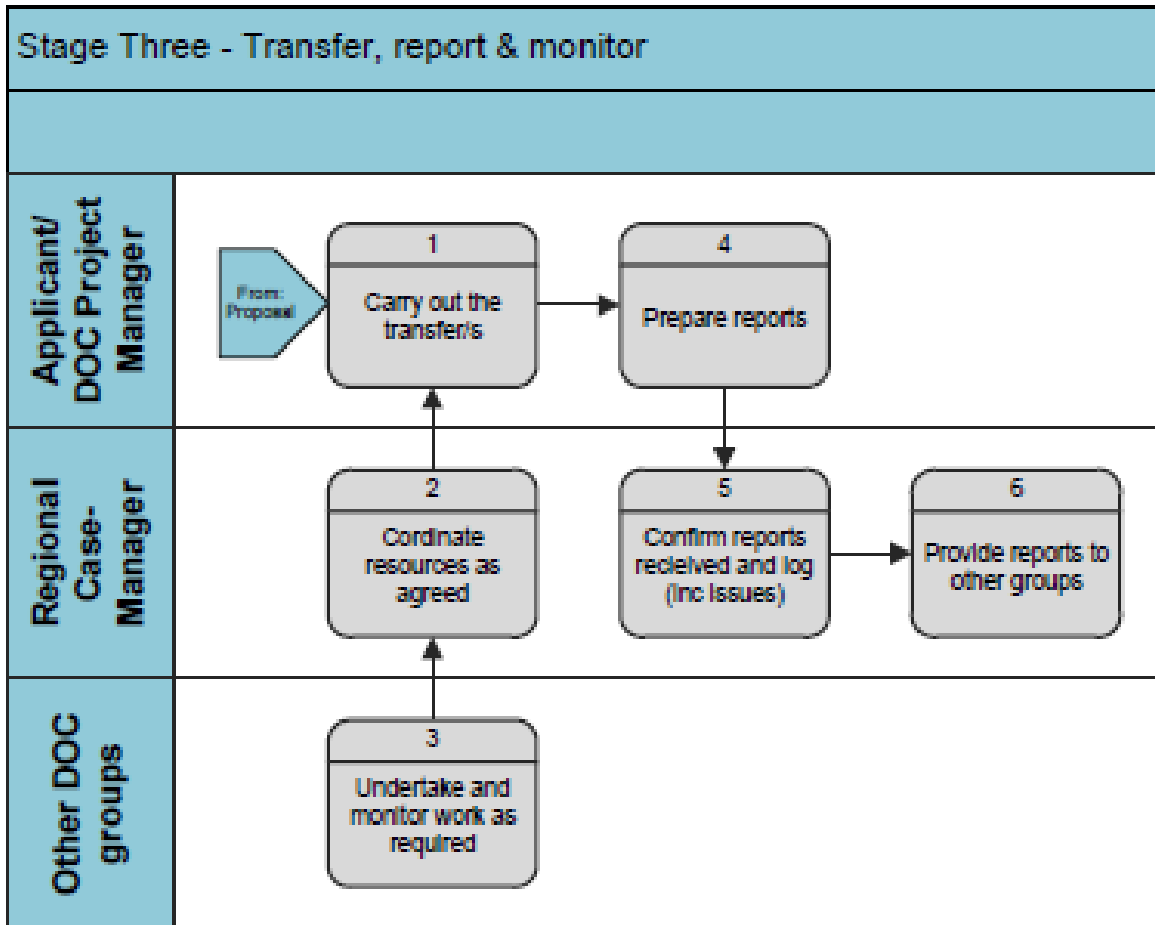 Stage Three - Transfer, report & monitor
Applicant/
DOC Project
Manager
From:
Proposal
1
Carry out the
transfer/s
4
Prepare reports
Regional
Case-
Manager
2
Cordinate
resources as
agreed
5
Confirm reports
recieived and log
(inc issues)
6
Provide reports to
other groups
Other DOC
groups
3
Undertake and
monitor work as
required